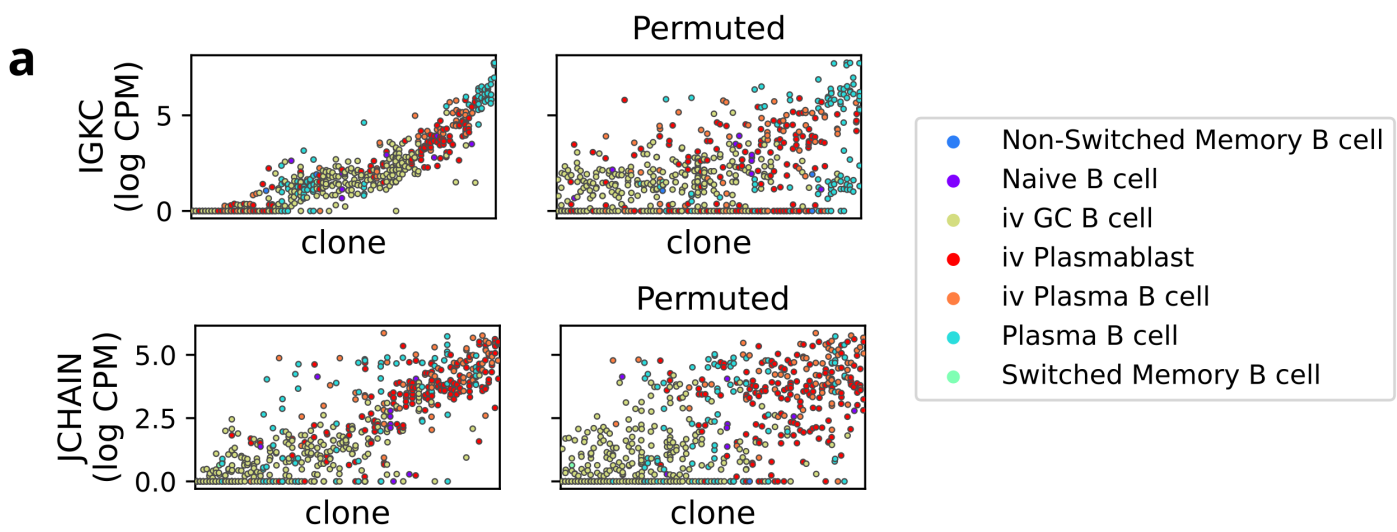 a
Permuted
IGKC
(log CPM)
5
0
clone
clone
Permuted
JCHAIN
(log CPM)
5.0
2.5
0.0
clone
clone
Non-Switched Memory B cell
Naive B cell
iv GC B cell
iv Plasmablast
iv Plasma B cell
Plasma B cell
Switched Memory B cell